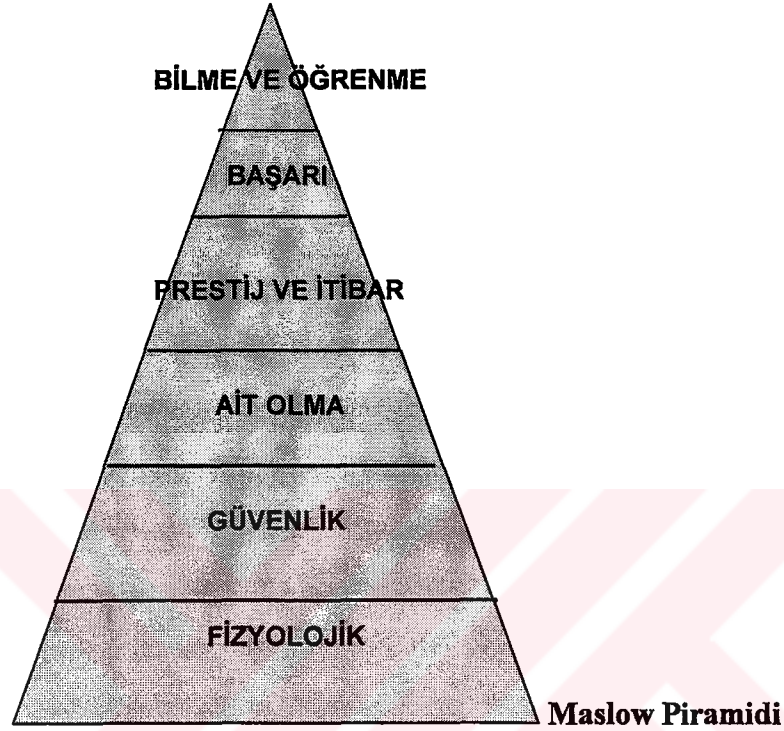 BİLME VE ÖĞRENME
BAŞARI
PRESTİJ VE İTİBAR
AİT OLMA
GÜVENLİK
FİZYOLOJİK
Maslow Piramidi